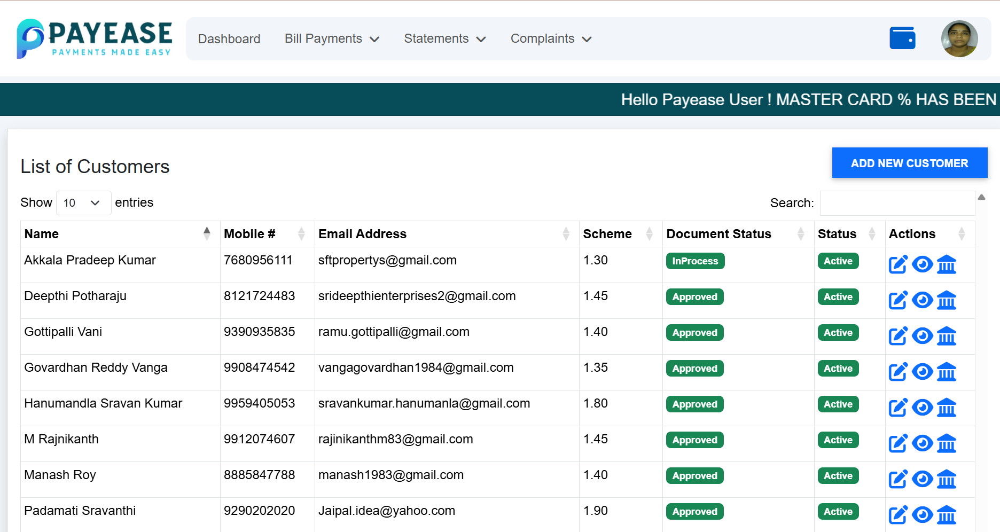 PAYEASE
PAYMENTS MADE EASY
Dashboard Bill Payments Statements Complaints
Hello Payease User ! MASTER CARD % HAS BEEN
List of Customers
ADD NEW CUSTOMER
Show 10 entries
Search:
Name Mobile # Email Address Scheme Document Status Status Actions
Akkala Pradeep Kumar 7680956111 sftpropertys@gmail.com 1.30 InProcess Active
Deepthi Potharaju 8121724483 srideepthienterprises2@gmail.com 1.45 Approved Active
Gottipalli Vani 9390935835 ramu.gottipalli@gmail.com 1.40 Approved Active
Govardhan Reddy Vanga 9908474542 vangagovardhan1984@gmail.com 1.35 Approved Active
Hanumandla Sravan Kumar 9959405053 sravankumar.hanumanla@gmail.com 1.80 Approved Active
M Rajnikanth 9912074607 rajinikanthm83@gmail.com 1.45 Approved Active
Manash Roy 8885847788 manash1983@gmail.com 1.40 Approved Active
Padamati Sravanthi 9290202020 Jaipal.idea@yahoo.com 1.90 Approved Active